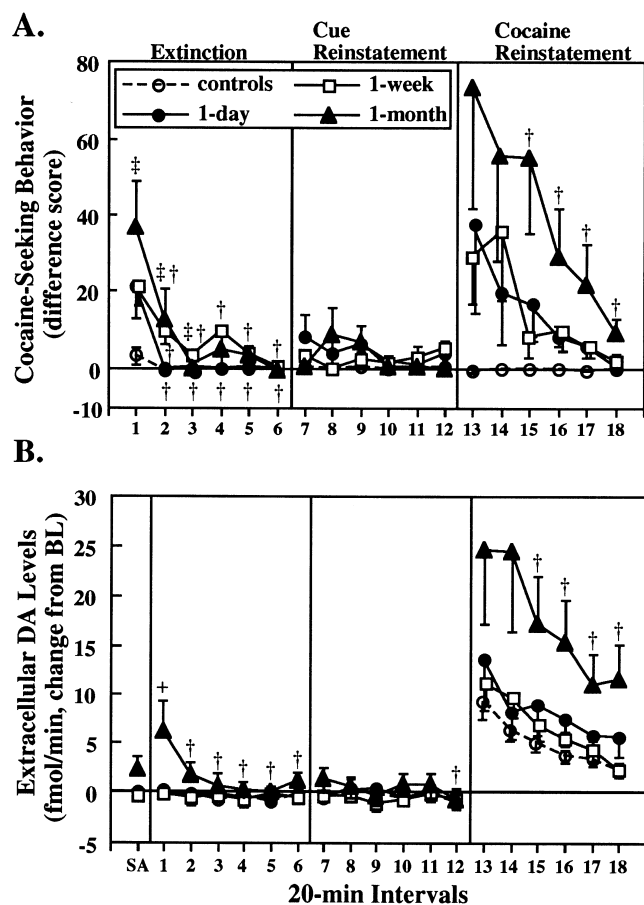 A.
Extinction
Cue
Reinstatement
Cocaine
Reinstatement
controls
1-week
1-day
1-month
Cocaine-Seeking Behavior
(difference score)
80
60
40
20
0
-10
‡
‡ †
‡ †
†
†
†
†
†
†
†
†
†
†
†
†
†
†
1 2 3 4 5 6 7 8 9 10 11 12 13 14 15 16 17 18
B.
Extracellular DA Levels
(fmol/min, change from BL)
30
25
20
15
10
5
0
-5
+
†
†
†
†
†
†
†
†
†
†
SA 1 2 3 4 5 6 7 8 9 10 11 12 13 14 15 16 17 18
20-min Intervals